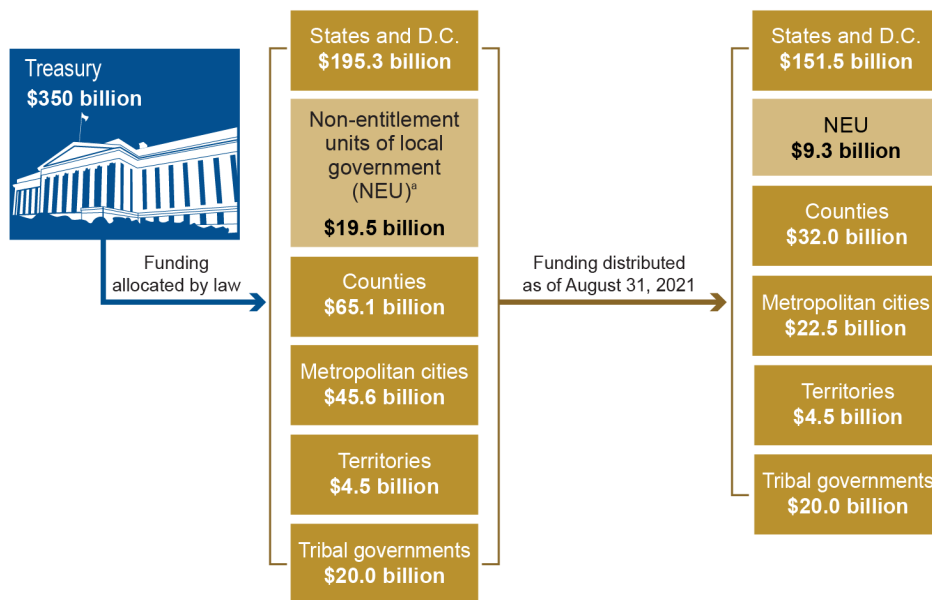 Treasury
$350 billion
Funding
allocated by law
States and D.C.
$195.3 billion
Non-entitlement
units of local
government
(NEU)ª
$19.5 billion
Counties
$65.1 billion
Metropolitan cities
$45.6 billion
Territories
$4.5 billion
Tribal governments
$20.0 billion
Funding distributed
as of August 31, 2021
States and D.C.
$151.5 billion
NEU
$9.3 billion
Counties
$32.0 billion
Metropolitan cities
$22.5 billion
Territories
$4.5 billion
Tribal governments
$20.0 billion